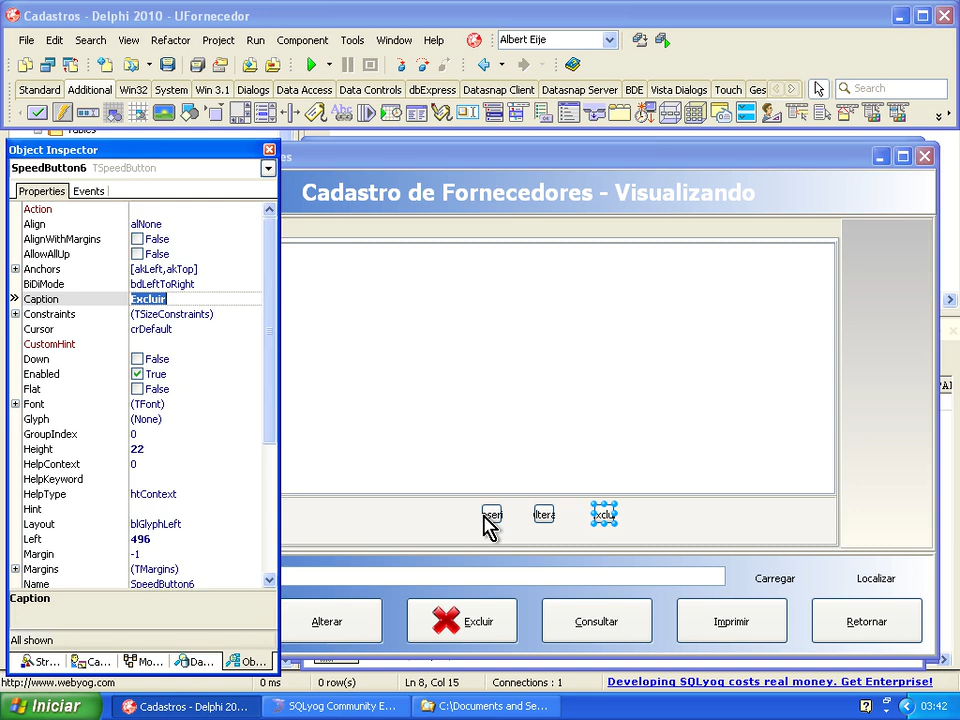 Cadastros - Delphi 2010 - UFornecedor
File Edit Search View Refactor Project Run Component Tools Window Help
Albert Eije
Standard Additional Win32 System Win 3.1 Dialogs Data Access Data Controls dbExpress Datasnap Client Datasnap Server BDE Vista Dialogs Touch Ges
Search
Tables
Object Inspector
SpeedButton6 TSpeedButton
Properties Events
Action
Align alNone
AlignWithMargins False
AllowAllUp False
Anchors [akLeft,akTop]
BiDiMode bdLeftToRight
Caption Excluir
Constraints (TSizeConstraints)
Cursor crDefault
CustomHint
Down False
Enabled True
Flat False
Font (TFont)
Glyph (None)
GroupIndex 0
Height 22
HelpContext 0
HelpKeyword
HelpType htContext
Hint
Layout blGlyphLeft
Left 496
Margin -1
Margins (TMargins)
Name SpeedButton6
Caption
All shown
Str... Ca... Mo... Da... Ob...
Cadastro de Fornecedores - Visualizando
Carregar Localizar
Alterar Excluir Consultar Imprimir Retornar
http://www.webyog.com 0 ms 0 row(s) Ln 8, Col 15 Connections : 1 Developing SQLyog costs real money. Get Enterprise!
Iniciar Cadastros - Delphi 20... SQLyog Community E... C:\Documents and Se... 03:42